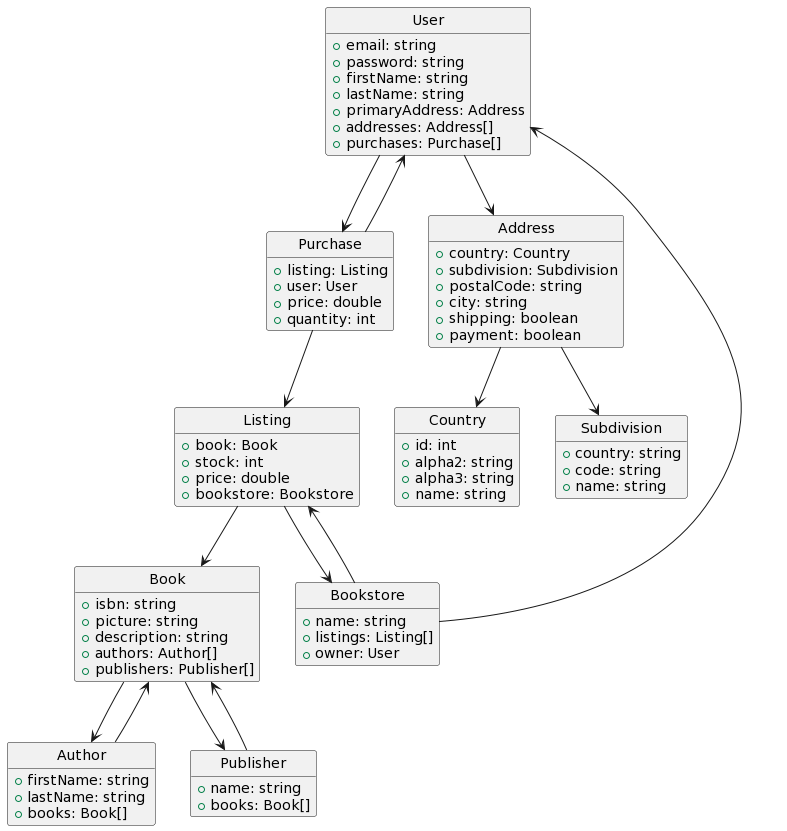 User
email: string
password: string
firstName: string
lastName: string
primaryAddress: Address
addresses: Address[]
purchases: Purchase[]
Purchase
listing: Listing
user: User
price: double
quantity: int
Address
country: Country
subdivision: Subdivision
postalCode: string
city: string
shipping: boolean
payment: boolean
Listing
book: Book
stock: int
price: double
bookstore: Bookstore
Country
id: int
alpha2: string
alpha3: string
name: string
Subdivision
country: string
code: string
name: string
Book
isbn: string
picture: string
description: string
authors: Author[]
publishers: Publisher[]
Bookstore
name: string
listings: Listing[]
owner: User
Author
firstName: string
lastName: string
books: Book[]
Publisher
name: string
books: Book[]